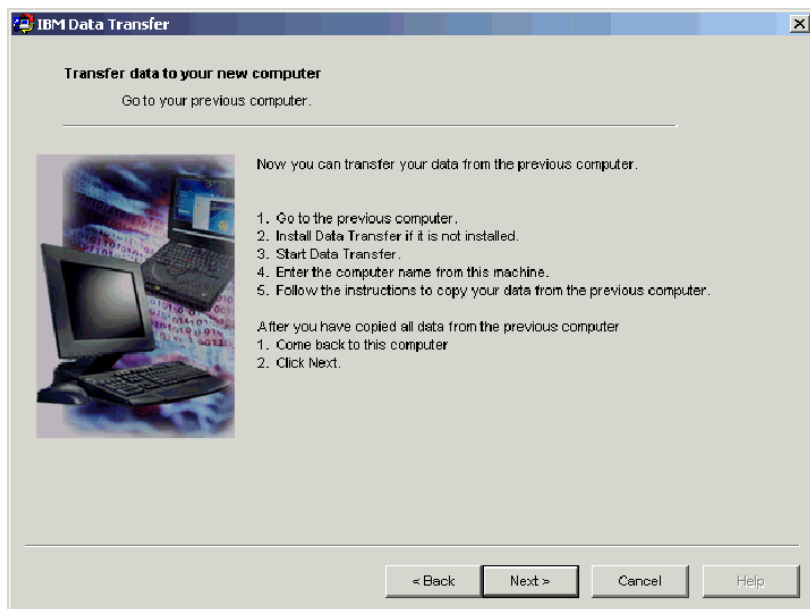 IBM Data Transfer
Transfer data to your new computer
Go to your previous computer.
Now you can transfer your data from the previous computer.
1. Go to the previous computer.
2. Install Data Transfer if it is not installed.
3. Start Data Transfer.
4. Enter the computer name from this machine.
5. Follow the instructions to copy your data from the previous computer.
After you have copied all data from the previous computer
1. Come back to this computer
2. Click Next.
< Back
Next >
Cancel
Help